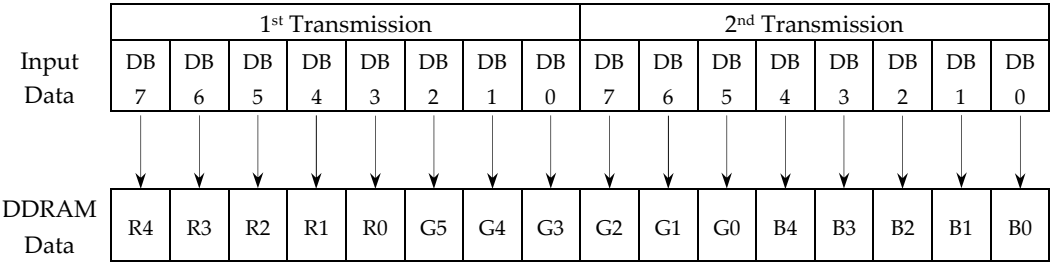 1st Transmission 2nd Transmission
Input Data DB 7 DB 6 DB 5 DB 4 DB 3 DB 2 DB 1 DB 0 DB 7 DB 6 DB 5 DB 4 DB 3 DB 2 DB 1 DB 0
DDRAM Data R4 R3 R2 R1 R0 G5 G4 G3 G2 G1 G0 B4 B3 B2 B1 B0